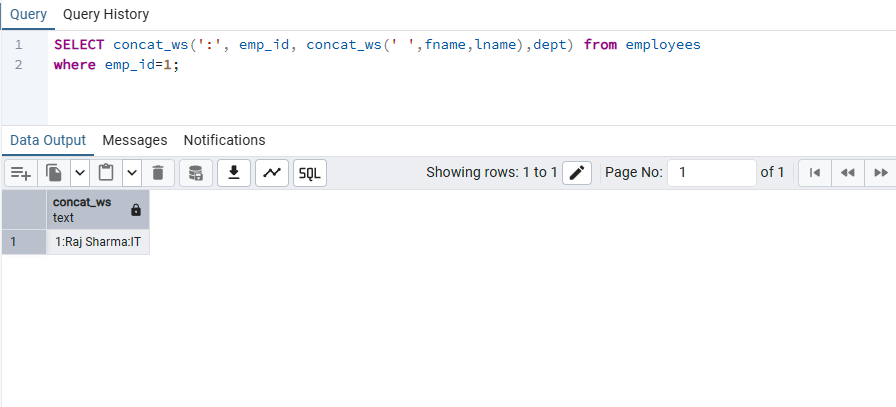 Query Query History
1 SELECT concat_ws(':', emp_id, concat_ws(' ',fname,lname),dept) from employees
2 where emp_id=1;
Data Output Messages Notifications
SQL Showing rows: 1 to 1 Page No: 1 of 1
concat_ws
text
1 1:Raj Sharma:IT